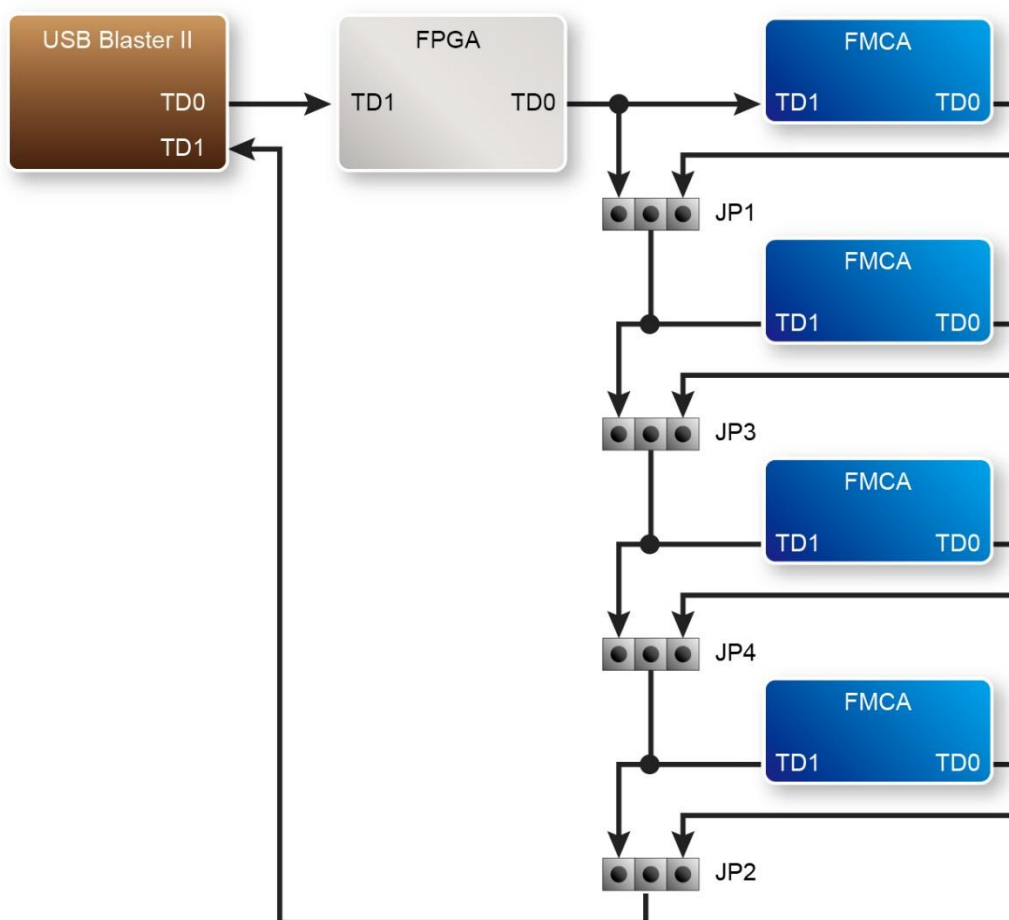 USB Blaster II
TD0
TD1
FPGA
TD1 TD0
FMCA
TD1 TD0
JP1
FMCA
TD1 TD0
JP3
FMCA
TD1 TD0
JP4
FMCA
TD1 TD0
JP2